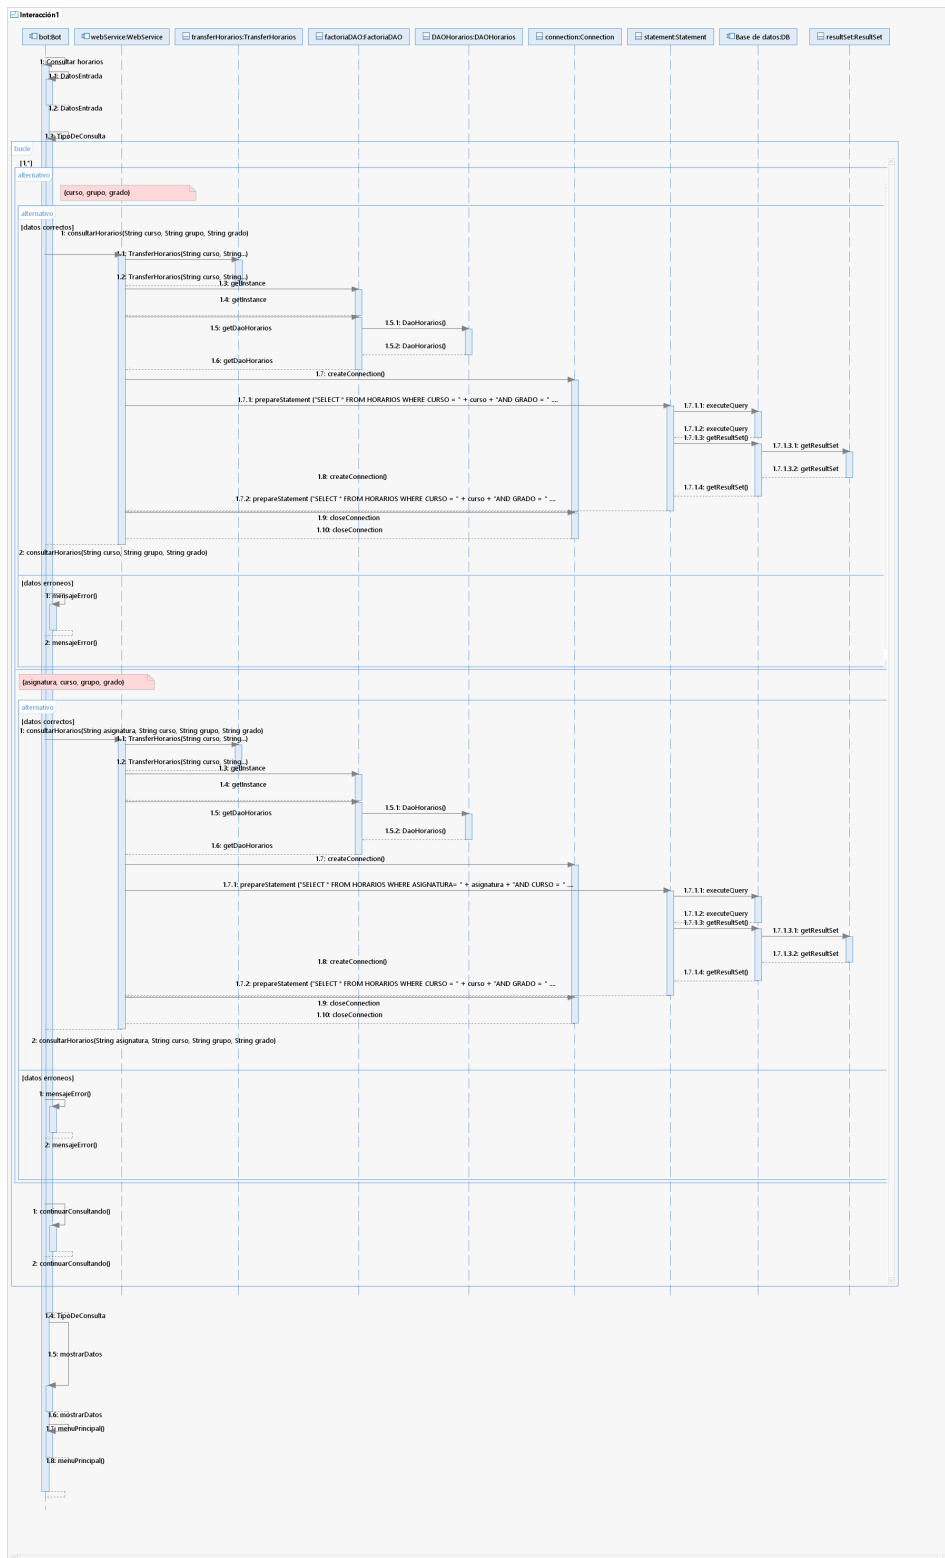 Interacción1
bot:Bot
webService:WebService
transferHorarios:TransferHorarios
factoriaDAO:FactoriaDAO
DAOHorarios:DAOHorarios
connection:Connection
statement:Statement
Base de datos:DB
resultSet:ResultSet
1: Consultar horarios
1.1: DatosEntrada
1.2: DatosEntrada
1.3: TipoDeConsulta
bucle
[1,*]
alternativo
{curso, grupo, grado}
alternativo
[datos correctos]
1: consultarHorarios(String curso, String grupo, String grado)
1.1: TransferHorarios(String curso, String...)
1.2: TransferHorarios(String curso, String...)
1.3: getInstance
1.4: getInstance
1.5.1: DaoHorarios()
1.5: getDaoHorarios
1.5.2: DaoHorarios()
1.6: getDaoHorarios
1.7: createConnection()
1.7.1: prepareStatement ("SELECT * FROM HORARIOS WHERE CURSO = " + curso + "AND GRADO = " ....
1.7.1.1: executeQuery
1.7.1.2: executeQuery
1.7.1.3: getResultSet()
1.7.1.3.1: getResultSet
1.7.1.3.2: getResultSet
1.8: createConnection()
1.7.1.4: getResultSet()
1.7.2: prepareStatement ("SELECT * FROM HORARIOS WHERE CURSO = " + curso + "AND GRADO = " ....
1.9: closeConnection
1.10: closeConnection
2: consultarHorarios(String curso, String grupo, String grado)
[datos erroneos]
1: mensajeError()
2: mensajeError()
{asignatura, curso, grupo, grado}
alternativo
[datos correctos]
1: consultarHorarios(String asignatura, String curso, String grupo, String grado)
1.1: TransferHorarios(String curso, String...)
1.2: TransferHorarios(String curso, String...)
1.3: getInstance
1.4: getInstance
1.5.1: DaoHorarios()
1.5: getDaoHorarios
1.5.2: DaoHorarios()
1.6: getDaoHorarios
1.7: createConnection()
1.7.1: prepareStatement ("SELECT * FROM HORARIOS WHERE ASIGNATURA= " + asignatura + "AND CURSO = " ....
1.7.1.1: executeQuery
1.7.1.2: executeQuery
1.7.1.3: getResultSet()
1.7.1.3.1: getResultSet
1.7.1.3.2: getResultSet
1.8: createConnection()
1.7.1.4: getResultSet()
1.7.2: prepareStatement ("SELECT * FROM HORARIOS WHERE CURSO = " + curso + "AND GRADO = " ....
1.9: closeConnection
1.10: closeConnection
2: consultarHorarios(String asignatura, String curso, String grupo, String grado)
[datos erroneos]
1: mensajeError()
2: mensajeError()
1: continuarConsultando()
2: continuarConsultando()
1.4: TipoDeConsulta
1.5: mostrarDatos
1.6: mostrarDatos
1.7: menuPrincipal()
1.8: menuPrincipal()